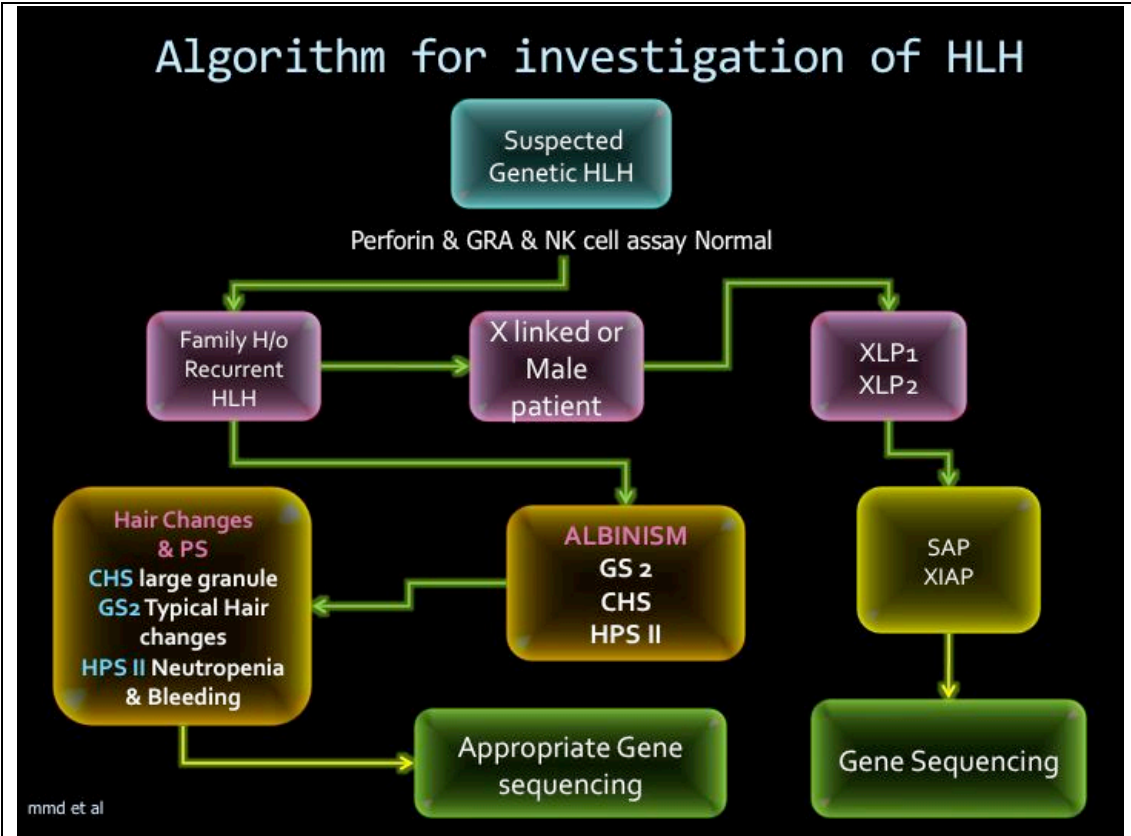 Algorithm for investigation of HLH
Suspected
Genetic HLH
Perforin & GRA & NK cell assay Normal
Family H/o
Recurrent
HLH
X linked or
Male
patient
XLP1
XLP2
Hair Changes
& PS
CHS large granule
GS2 Typical Hair
changes
HPS II Neutropenia
& Bleeding
ALBINISM
GS 2
CHS
HPS II
SAP
XIAP
Appropriate Gene
sequencing
Gene Sequencing
mmd et al